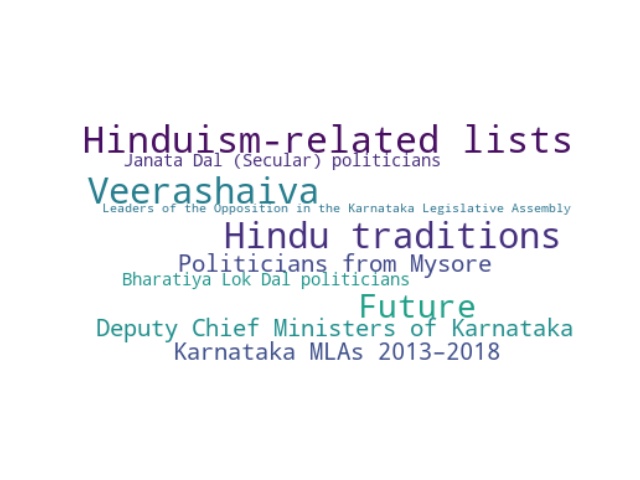 Hinduism-related lists
Janata Dal (Secular) politicians
Veerashaiva
Leaders of the Opposition in the Karnataka Legislative Assembly
Hindu traditions
Politicians from Mysore
Bharatiya Lok Dal politicians
Future
Deputy Chief Ministers of Karnataka
Karnataka MLAs 2013–2018